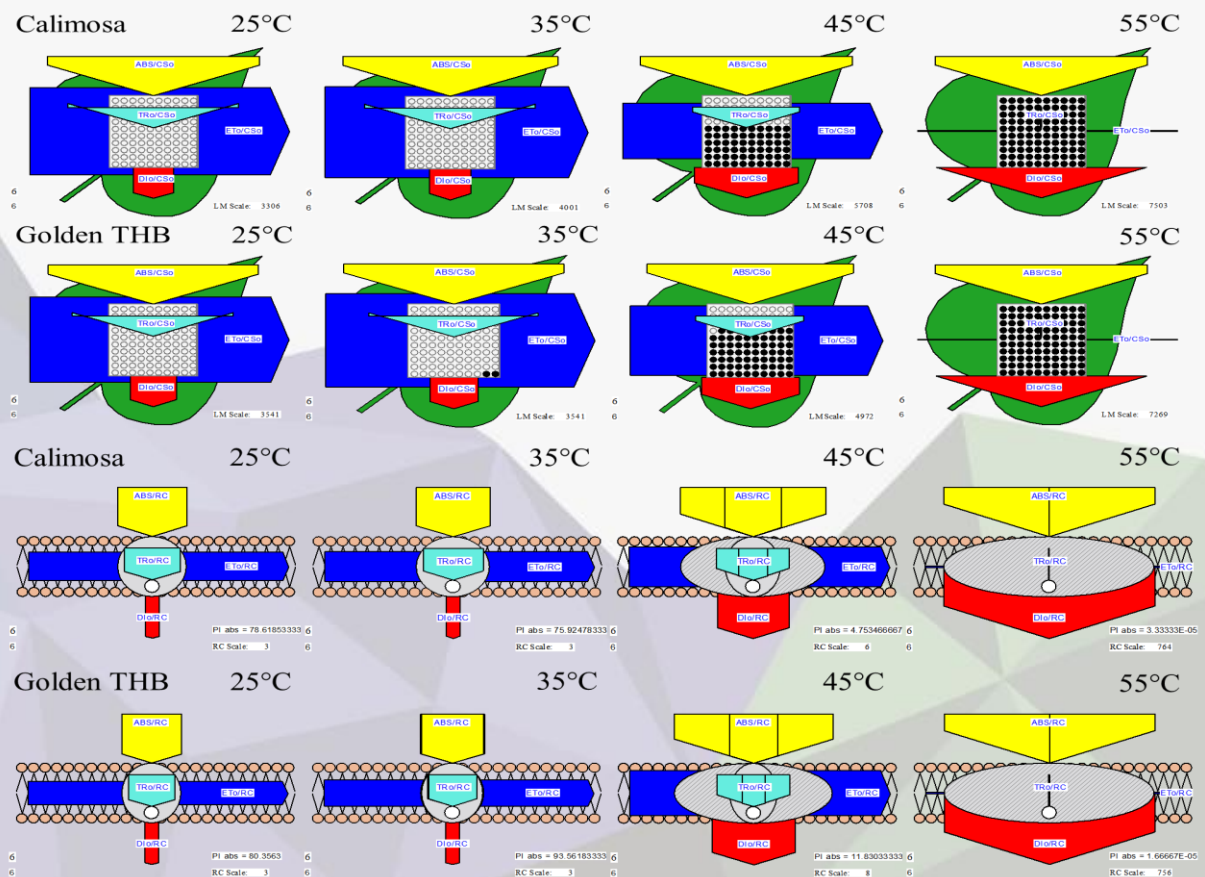 Calimosa 25°C 35°C 45°C 55°C
ABS/CSo ABS/CSo ABS/CSo ABS/CSo
TRo/CSo TRo/CSo TRo/CSo TRo/CSo
ETo/CSo ETo/CSo ETo/CSo ETo/CSo
DIo/CSo DIo/CSo DIo/CSo DIo/CSo
6 6 6 6
6 LM Scale: 3306 6 LM Scale: 4001 6 LM Scale: 5708 6 LM Scale: 7503
Golden THB 25°C 35°C 45°C 55°C
ABS/CSo ABS/CSo ABS/CSo ABS/CSo
TRo/CSo TRo/CSo TRo/CSo TRo/CSo
ETo/CSo ETo/CSo ETo/CSo ETo/CSo
DIo/CSo DIo/CSo DIo/CSo DIo/CSo
6 6 6 6
6 LM Scale: 3541 6 LM Scale: 3541 6 LM Scale: 4972 6 LM Scale: 7269
Calimosa 25°C 35°C 45°C 55°C
ABS/RC ABS/RC ABS/RC ABS/RC
TRo/RC ETo/RC TRo/RC ETo/RC TRo/RC ETo/RC TRo/RC ETo/RC
DIo/RC DIo/RC DIo/RC DIo/RC
6 PI abs = 78.61853333 6 PI abs = 75.92478333 6 PI abs = 4.753466667 6 PI abs = 3.33333E-05
6 RC Scale: 3 6 RC Scale: 3 6 RC Scale: 6 6 RC Scale: 764
Golden THB 25°C 35°C 45°C 55°C
ABS/RC ABS/RC ABS/RC ABS/RC
TRo/RC ETo/RC TRo/RC ETo/RC TRo/RC ETo/RC TRo/RC ETo/RC
DIo/RC DIo/RC DIo/RC DIo/RC
6 PI abs = 80.3563 6 PI abs = 93.56183333 6 PI abs = 11.83033333 6 PI abs = 1.66667E-05
6 RC Scale: 3 6 RC Scale: 3 6 RC Scale: 8 6 RC Scale: 756